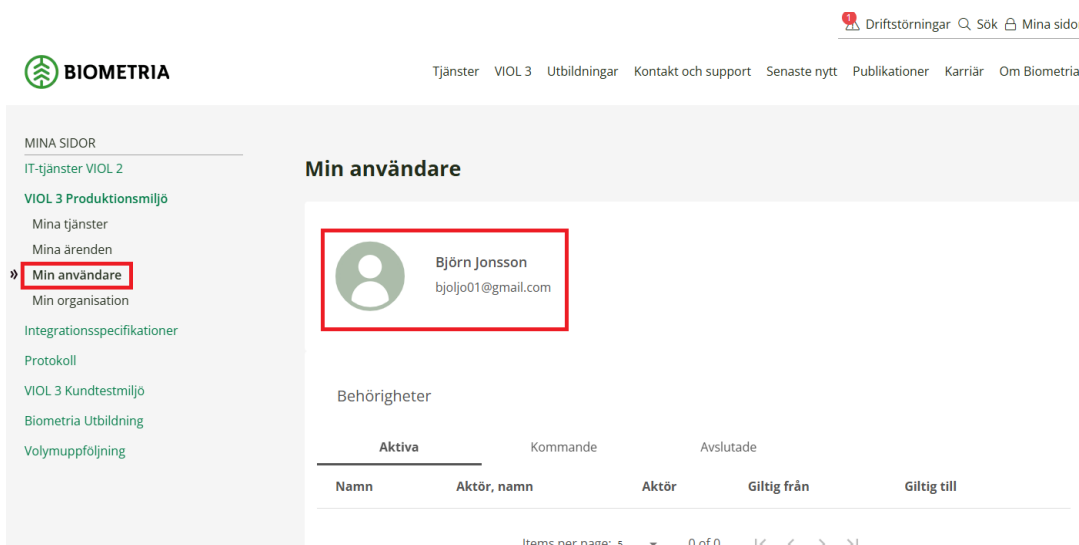 1 Driftstörningar Sök Mina sidor
BIOMETRIA
Tjänster VIOL 3 Utbildningar Kontakt och support Senaste nytt Publikationer Karriär Om Biometria
MINA SIDOR
IT-tjänster VIOL 2
VIOL 3 Produktionsmiljö
Mina tjänster
Mina ärenden
» Min användare
Min organisation
Integrationsspecifikationer
Protokoll
VIOL 3 Kundtestmiljö
Biometria Utbildning
Volymuppföljning
Min användare
Björn Jonsson
bjoljo01@gmail.com
Behörigheter
Aktiva Kommande Avslutade
Namn Aktör, namn Aktör Giltig från Giltig till
Items per page: 5 0 of 0